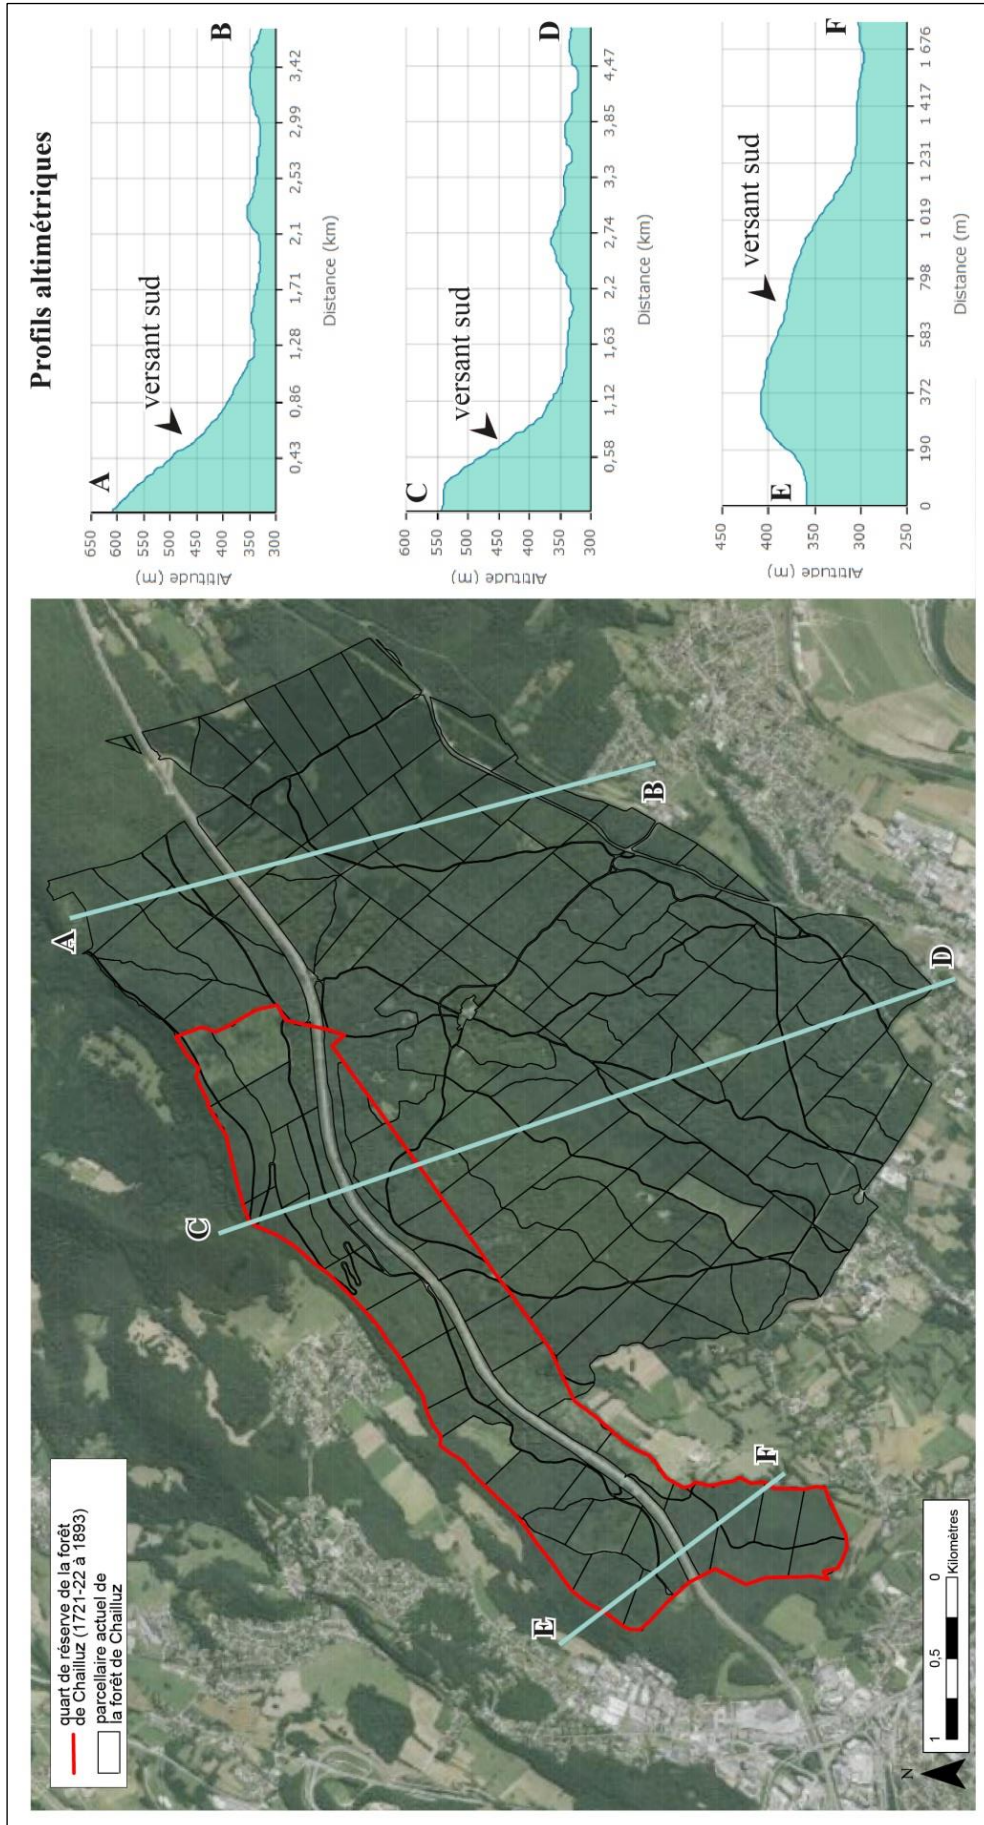 quart de réserve de la forêt
de Chailluz (1721-22 à 1893)
parcellaire actuel de
la forêt de Chailluz
A
B
C
D
E
F
N
1
0,5
0
Kilomètres
Profils altimétriques
A
versant sud
B
650
600
550
500
450
400
350
300
Altitude (m)
0,43
0,86
1,28
1,71
2,1
2,53
2,99
3,42
Distance (km)
C
versant sud
D
600
550
500
450
400
350
300
Altitude (m)
0,58
1,12
1,63
2,2
2,74
3,3
3,85
4,47
Distance (km)
E
versant sud
F
450
400
350
300
250
Altitude (m)
0
190
372
583
798
1 019
1 231
1 417
1 676
Distance (m)